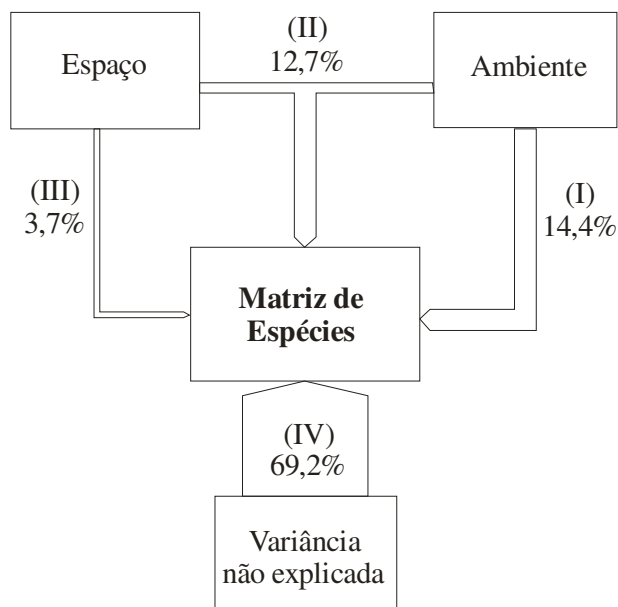 Espaço
(II)
12,7%
Ambiente
(III)
3,7%
(I)
14,4%
Matriz de
Espécies
(IV)
69,2%
Variância
não explicada